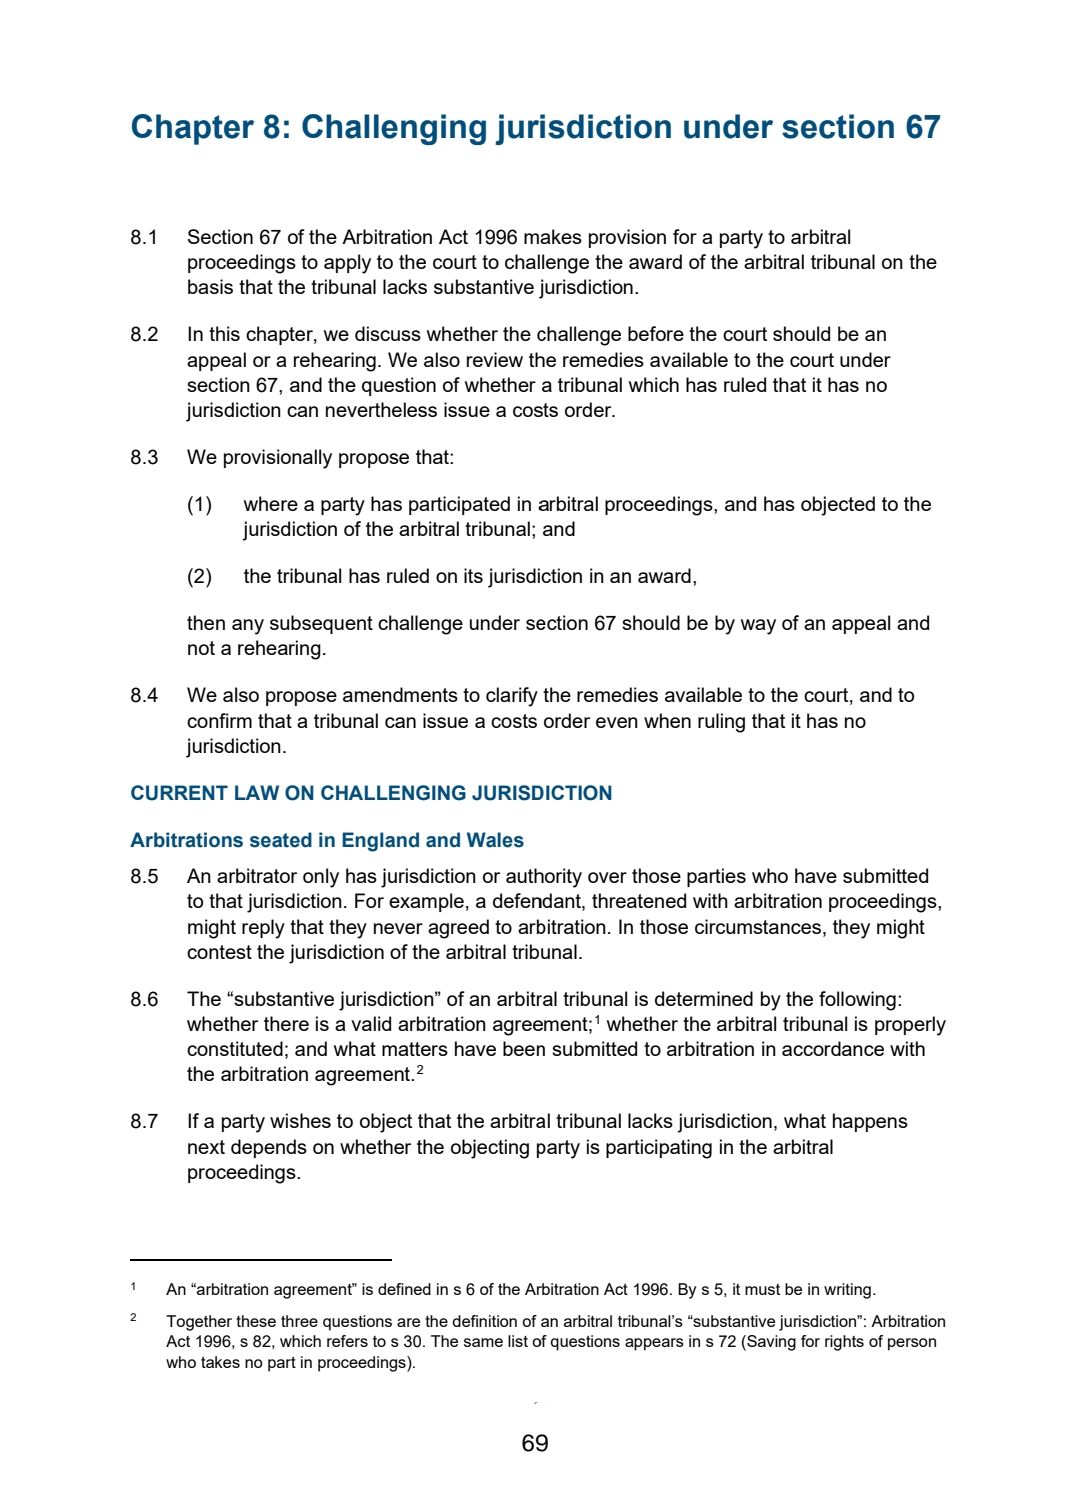 Chapter 8: Challenging jurisdiction under section 67
8.1 Section 67 of the Arbitration Act 1996 makes provision for a party to arbitral
proceedings to apply to the court to challenge the award of the arbitral tribunal on the
basis that the tribunal lacks substantive jurisdiction.
8.2 In this chapter, we discuss whether the challenge before the court should be an
appeal or a rehearing. We also review the remedies available to the court under
section 67, and the question of whether a tribunal which has ruled that it has no
jurisdiction can nevertheless issue a costs order.
8.3 We provisionally propose that:
(1) where a party has participated in arbitral proceedings, and has objected to the
jurisdiction of the arbitral tribunal; and
(2) the tribunal has ruled on its jurisdiction in an award,
then any subsequent challenge under section 67 should be by way of an appeal and
not a rehearing.
8.4 We also propose amendments to clarify the remedies available to the court, and to
confirm that a tribunal can issue a costs order even when ruling that it has no
jurisdiction.
CURRENT LAW ON CHALLENGING JURISDICTION
Arbitrations seated in England and Wales
8.5 An arbitrator only has jurisdiction or authority over those parties who have submitted
to that jurisdiction. For example, a defendant, threatened with arbitration proceedings,
might reply that they never agreed to arbitration. In those circumstances, they might
contest the jurisdiction of the arbitral tribunal.
8.6 The “substantive jurisdiction” of an arbitral tribunal is determined by the following:
whether there is a valid arbitration agreement;1 whether the arbitral tribunal is properly
constituted; and what matters have been submitted to arbitration in accordance with
the arbitration agreement.2
8.7 If a party wishes to object that the arbitral tribunal lacks jurisdiction, what happens
next depends on whether the objecting party is participating in the arbitral
proceedings.
1 An “arbitration agreement” is defined in s 6 of the Arbitration Act 1996. By s 5, it must be in writing.
2 Together these three questions are the definition of an arbitral tribunal’s “substantive jurisdiction”: Arbitration
Act 1996, s 82, which refers to s 30. The same list of questions appears in s 72 (Saving for rights of person
who takes no part in proceedings).
69